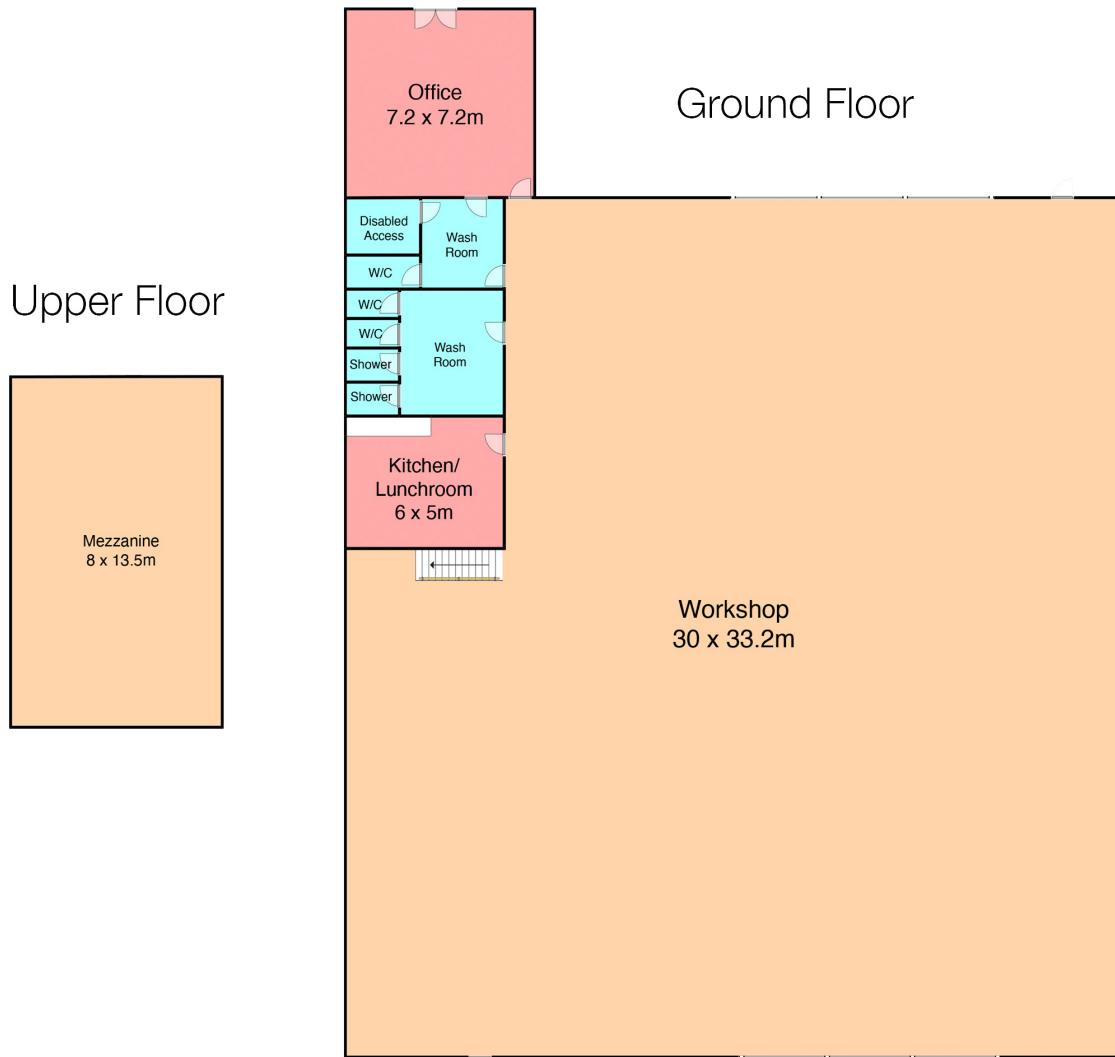 Office
7.2 x 7.2m
Ground Floor
Disabled
Access
Wash
Room
W/C
Upper Floor
W/C
W/C
Wash
Room
Shower
Shower
Kitchen/
Lunchroom
6 x 5m
Mezzanine
8 x 13.5m
Workshop
30 x 33.2m